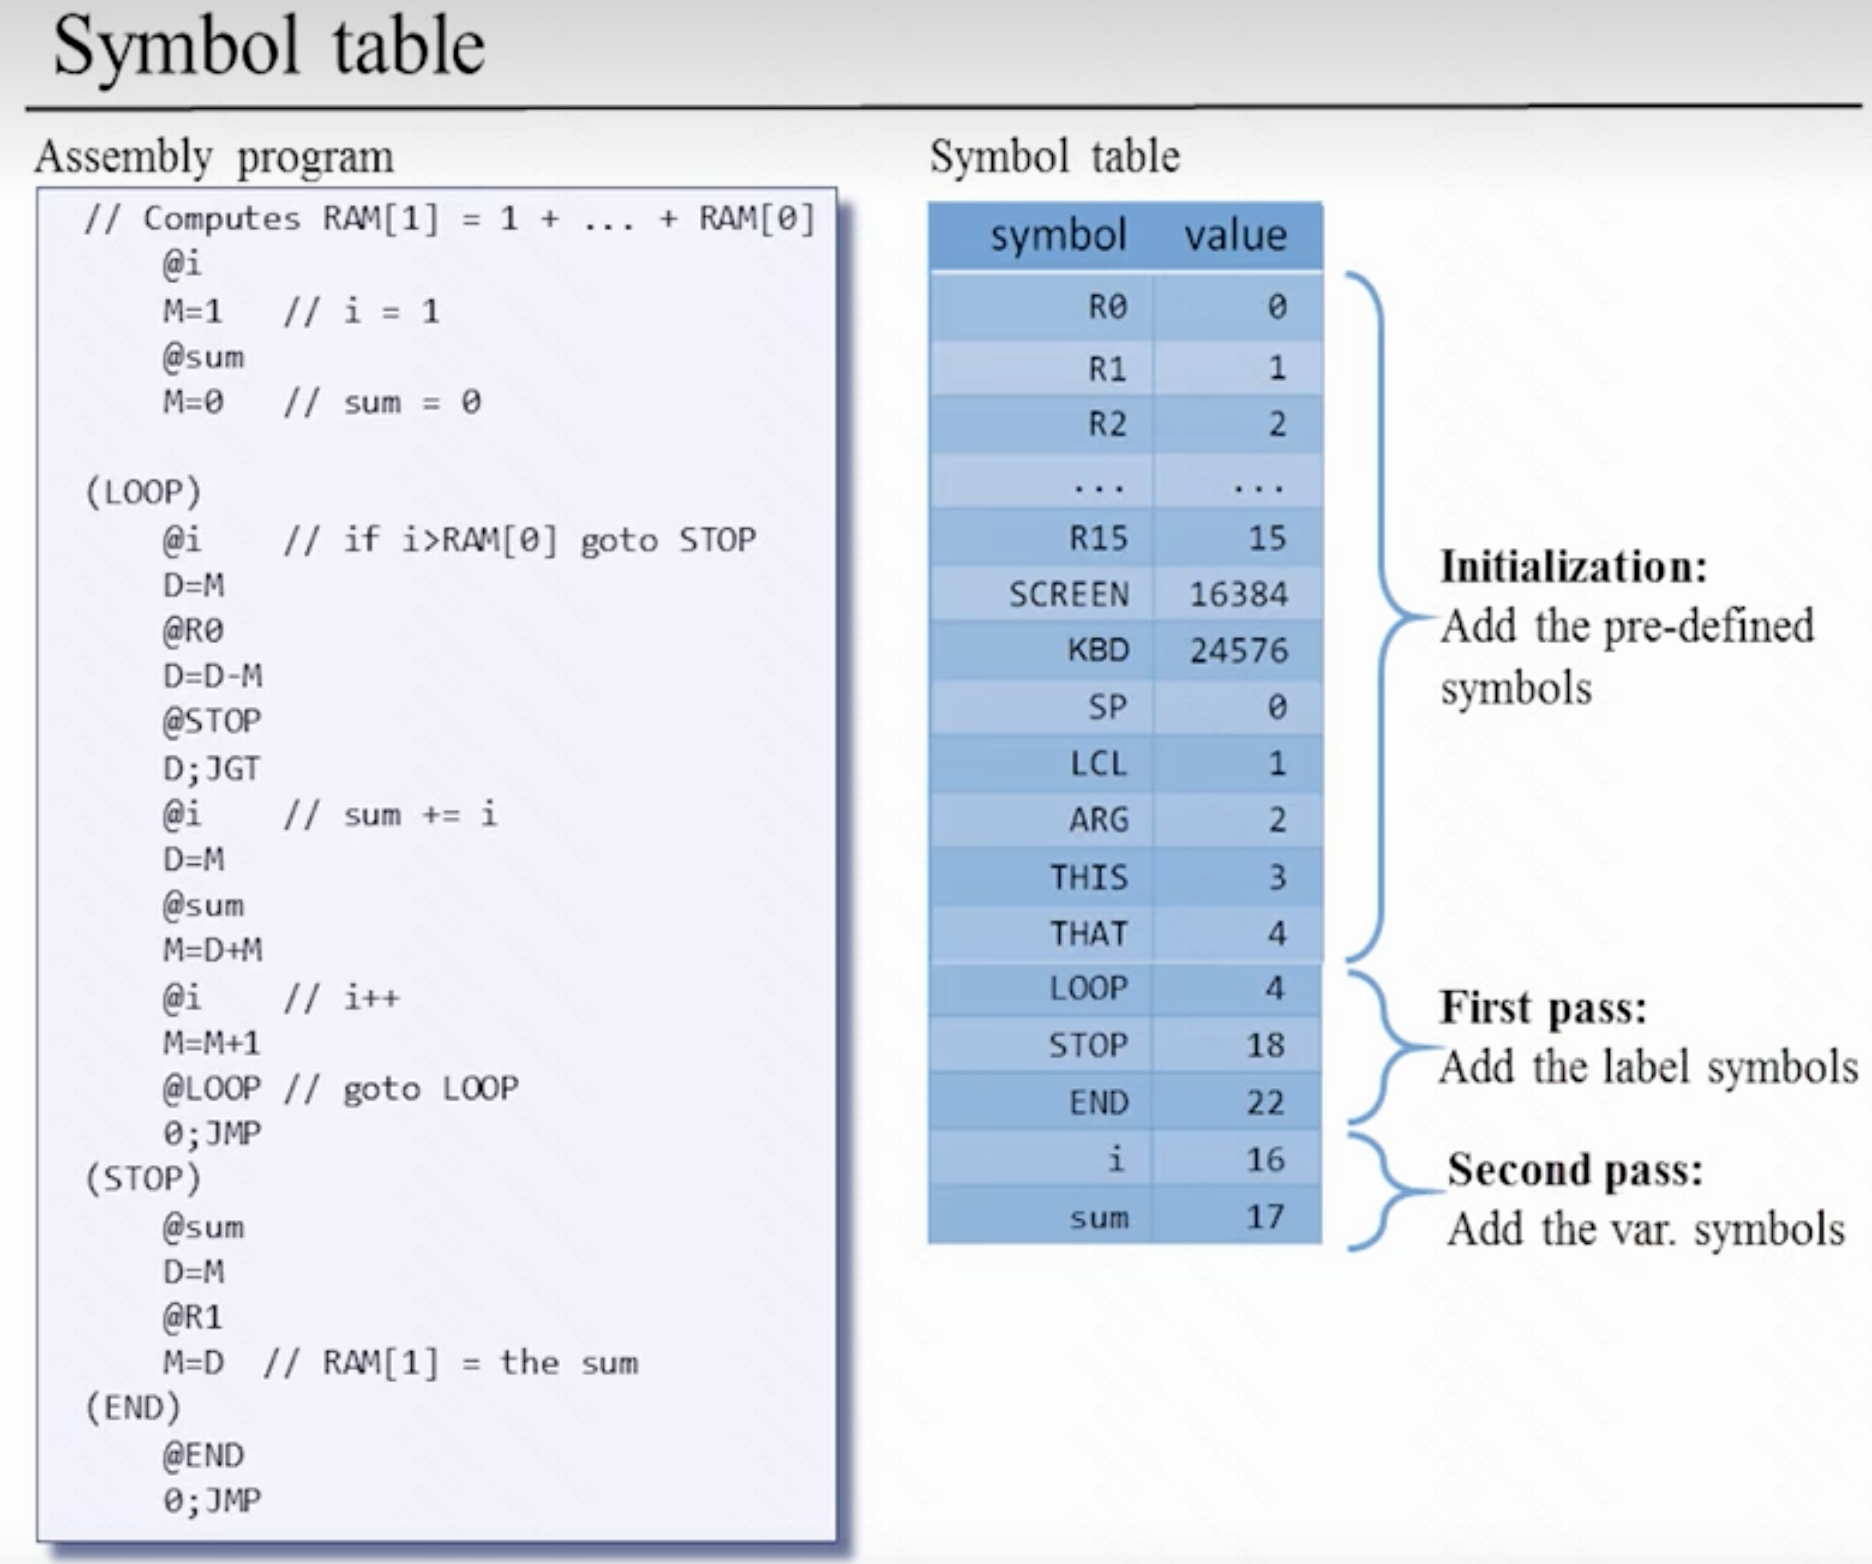 Symbol table
Assembly program
// Computes RAM[1] = 1 + ... + RAM[0]
@i
M=1 // i = 1
@sum
M=0 // sum = 0
(LOOP)
@i // if i>RAM[0] goto STOP
D=M
@R0
D=D-M
@STOP
D;JGT
@i // sum += i
D=M
@sum
M=D+M
@i // i++
M=M+1
@LOOP // goto LOOP
0;JMP
(STOP)
@sum
D=M
@R1
M=D // RAM[1] = the sum
(END)
@END
0;JMP
Symbol table
symbol value
R0 0
R1 1
R2 2
... ...
R15 15
SCREEN 16384
KBD 24576
SP 0
LCL 1
ARG 2
THIS 3
THAT 4
LOOP 4
STOP 18
END 22
i 16
sum 17
Initialization:
Add the pre-defined
symbols
First pass:
Add the label symbols
Second pass:
Add the var. symbols